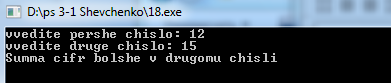 D:\ps 3-1 Shevchenko\18.exe
vvedite pershe chislo: 12
vvedite druge chislo: 15
Summa cifr bolshe v drugomu chisli